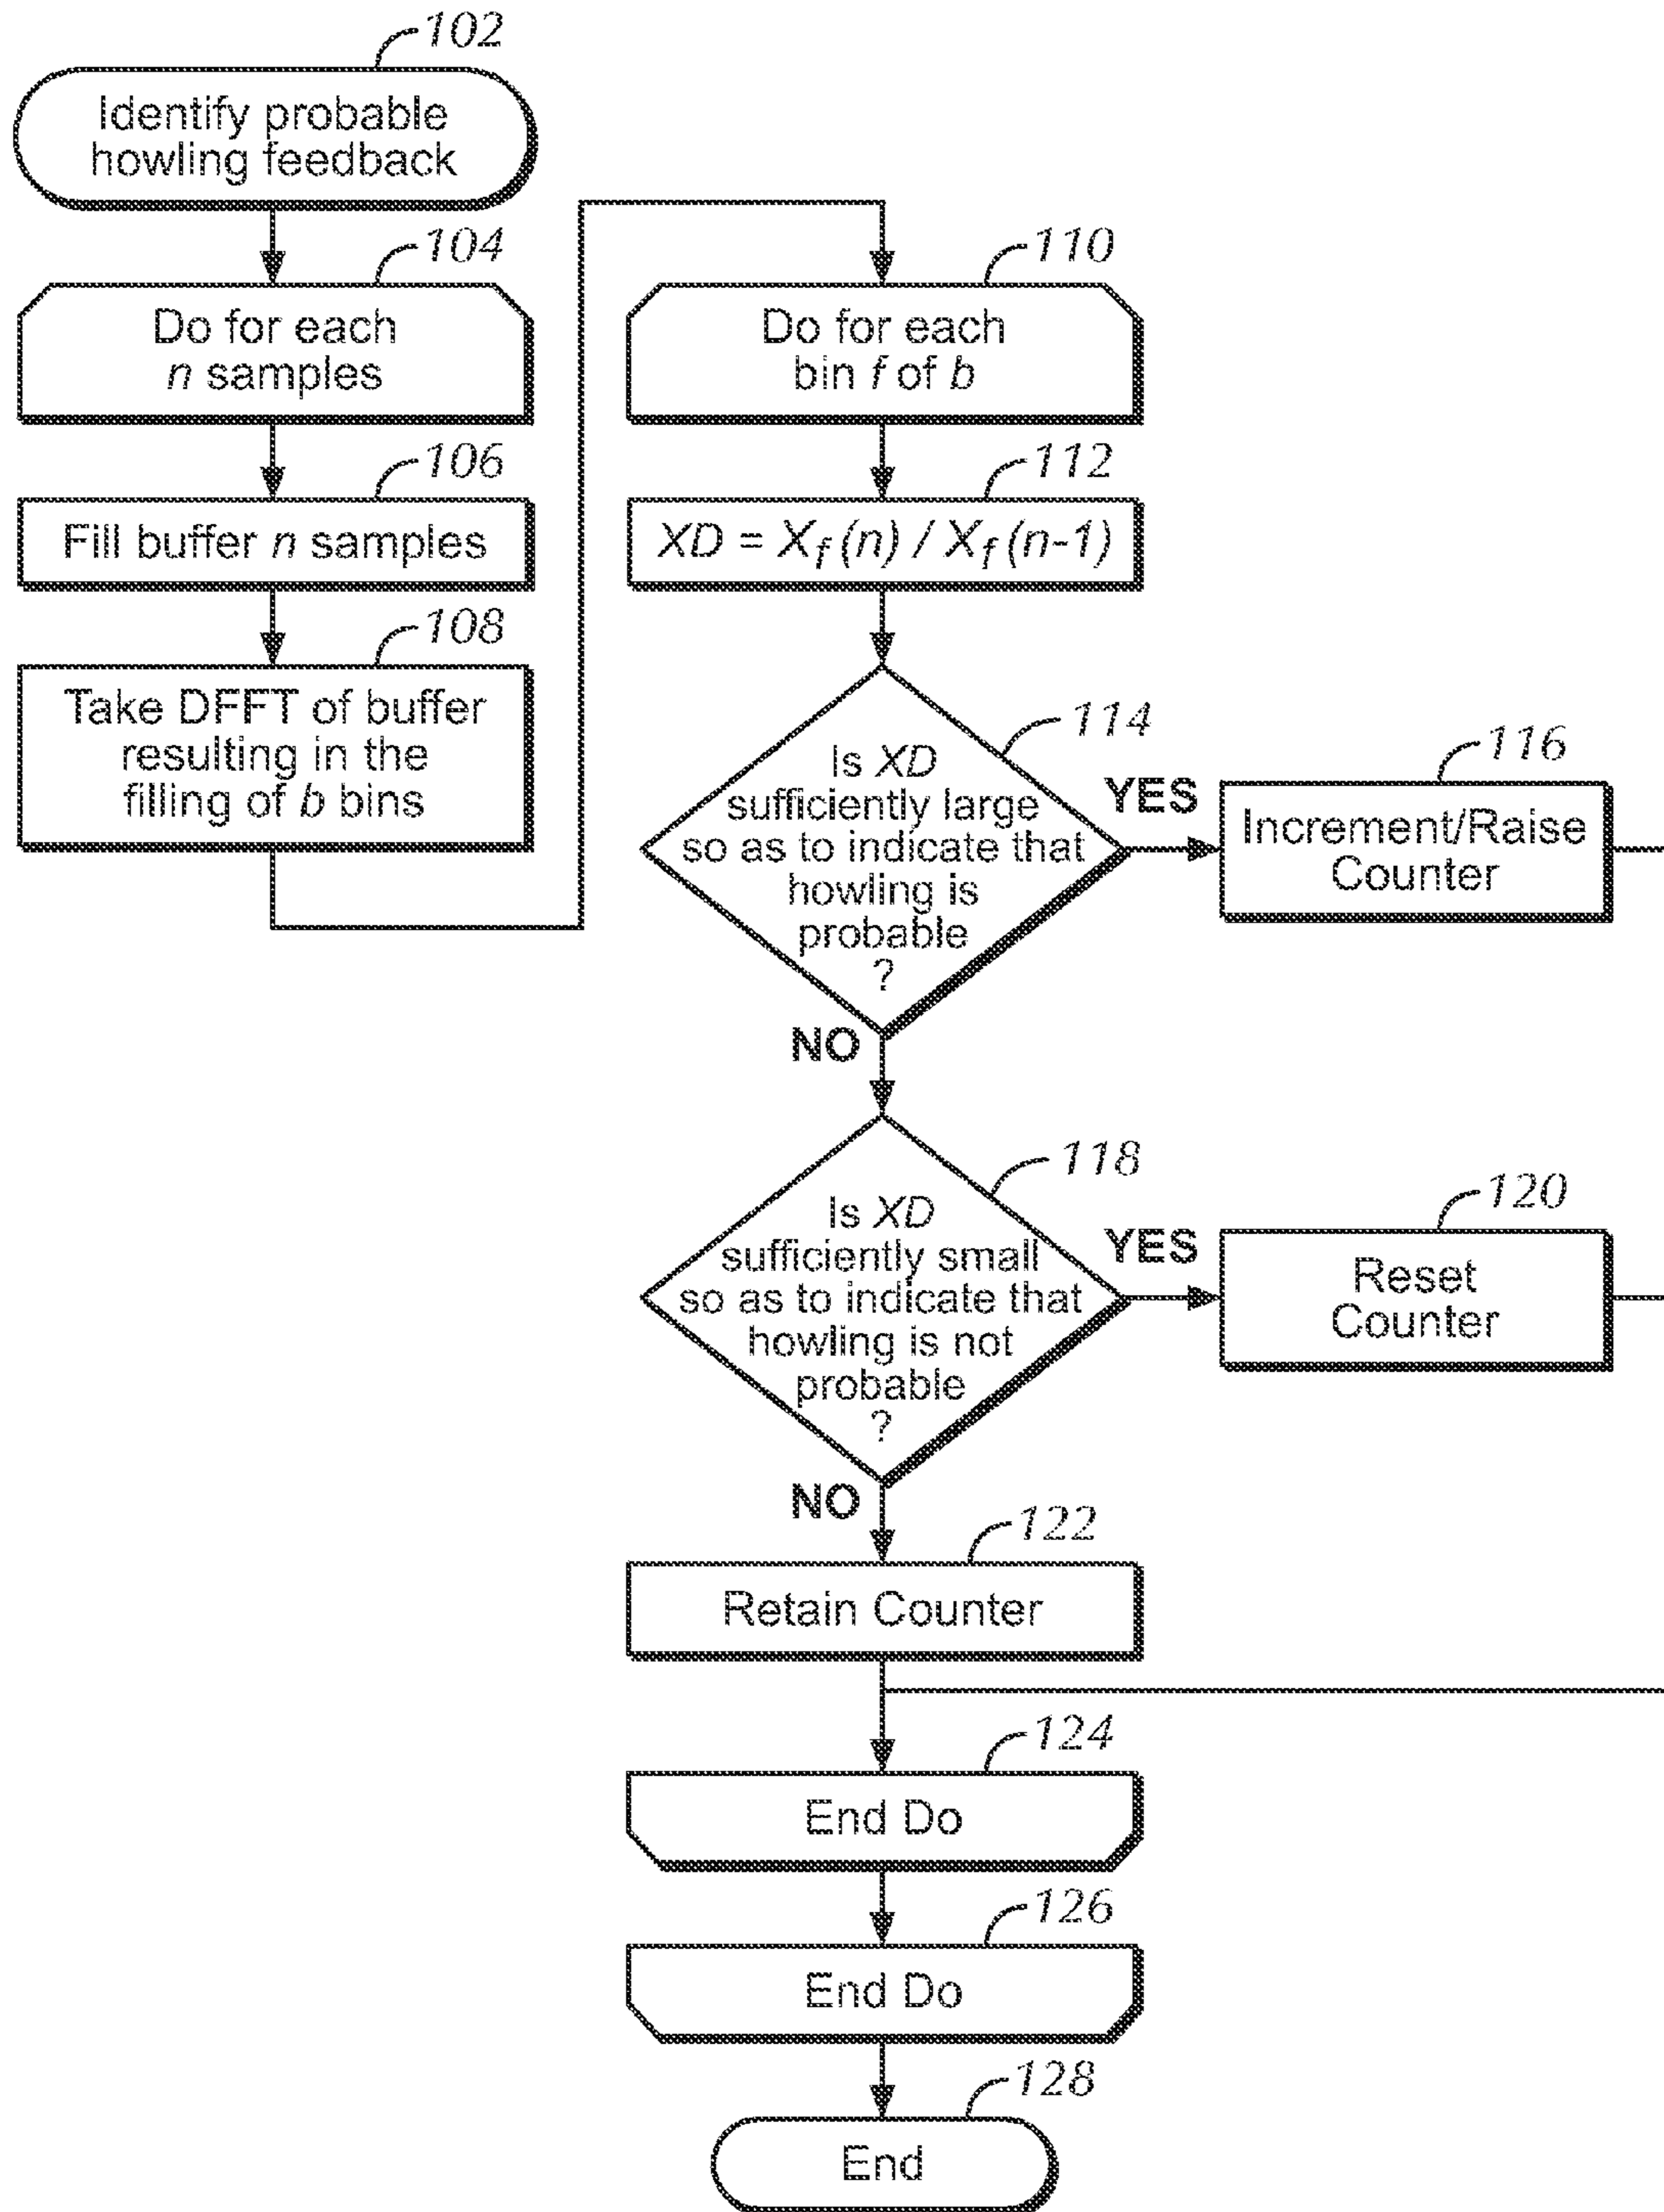 102
Identify probable
howling feedback
104
Do for each
n samples
106
Fill buffer n samples
108
Take DFFT of buffer
resulting in the
filling of b bins
110
Do for each
bin f of b
112
XD = X_f (n) / X_f (n-1)
114
Is XD
sufficiently large
so as to indicate that
howling is
probable
?
YES
116
Increment/Raise
Counter
NO
118
Is XD
sufficiently small
so as to indicate that
howling is not
probable
?
YES
120
Reset
Counter
NO
122
Retain Counter
124
End Do
126
End Do
128
End